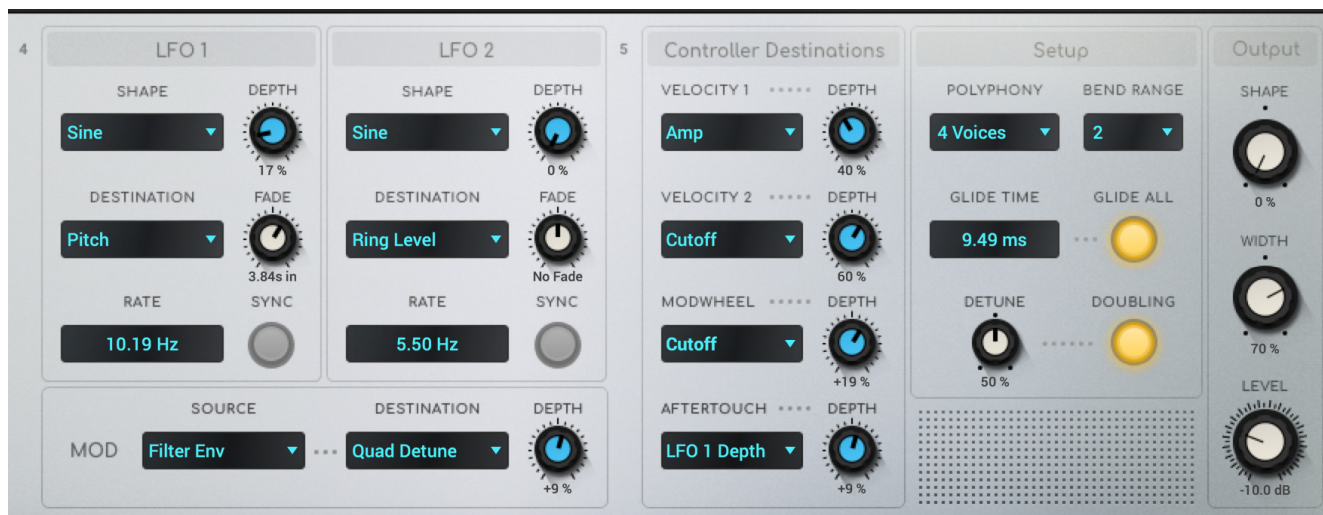 4
LFO 1
SHAPE DEPTH
Sine
17 %
DESTINATION FADE
Pitch
3.84s in
RATE SYNC
10.19 Hz
LFO 2
SHAPE DEPTH
Sine
0 %
DESTINATION FADE
Ring Level
No Fade
RATE SYNC
5.50 Hz
SOURCE DESTINATION DEPTH
MOD Filter Env Quad Detune
+9 %
5
Controller Destinations
VELOCITY 1 DEPTH
Amp
40 %
VELOCITY 2 DEPTH
Cutoff
60 %
MODWHEEL DEPTH
Cutoff
+19 %
AFTERTOUCH DEPTH
LFO 1 Depth
+9 %
Setup
POLYPHONY BEND RANGE
4 Voices 2
GLIDE TIME GLIDE ALL
9.49 ms
DETUNE DOUBLING
50 %
Output
SHAPE
0 %
WIDTH
70 %
LEVEL
-10.0 dB